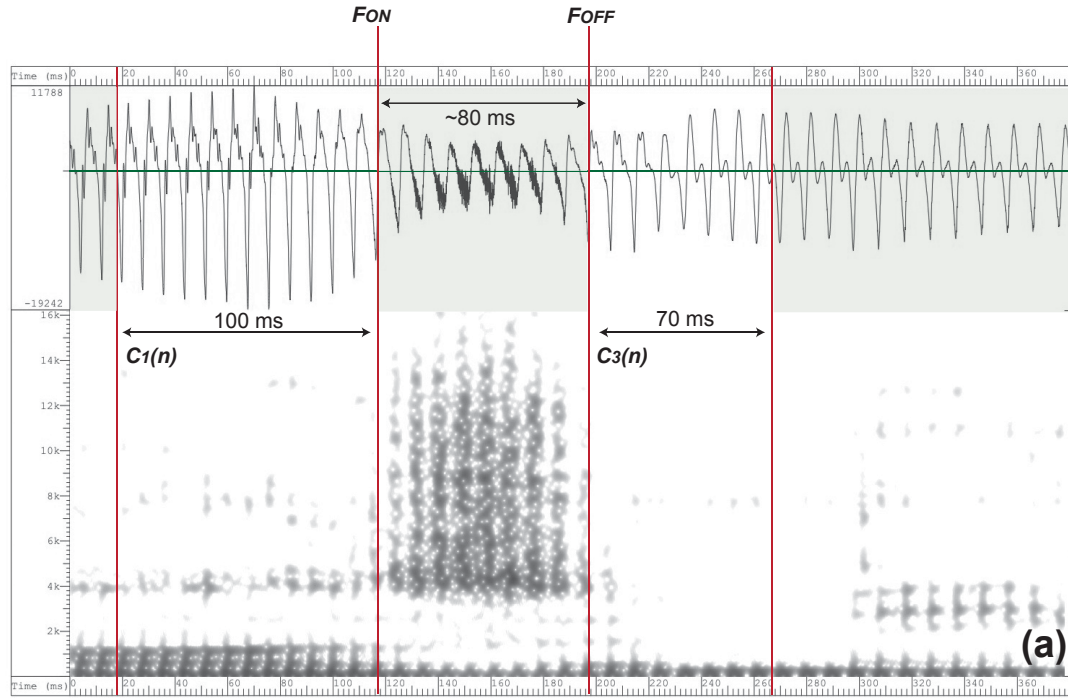 FON FOFF
Time (ms) 0 20 40 60 80 100 120 140 160 180 200 220 240 260 280 300 320 340 360
11788
~80 ms
-19242
100 ms 70 ms
16k
C1(n) C3(n)
14k
12k
10k
8k
6k
4k
2k
(a)
Time (ms) 0 20 40 60 80 100 120 140 160 180 200 220 240 260 280 300 320 340 360